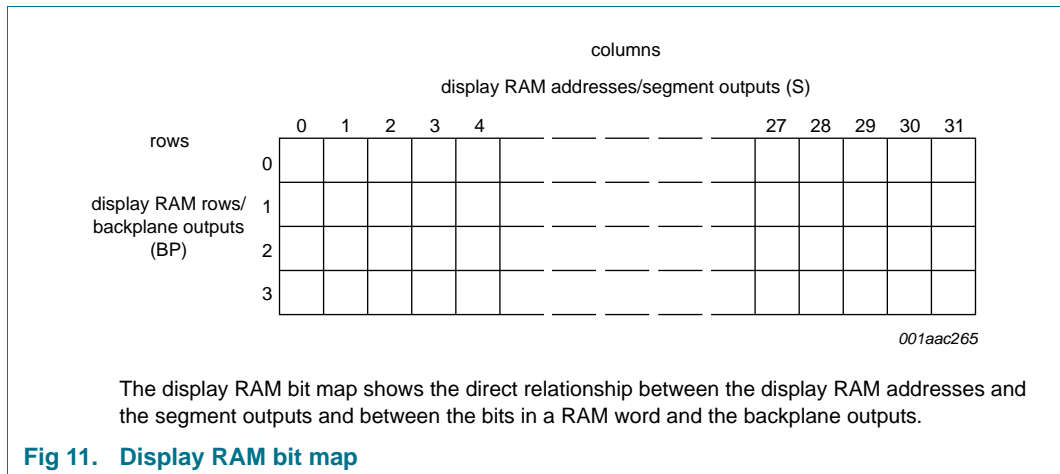 columns
display RAM addresses/segment outputs (S)
0 1 2 3 4 27 28 29 30 31
rows
0
display RAM rows/ 1
backplane outputs
(BP) 2
3
001aac265
The display RAM bit map shows the direct relationship between the display RAM addresses and
the segment outputs and between the bits in a RAM word and the backplane outputs.
Fig 11. Display RAM bit map